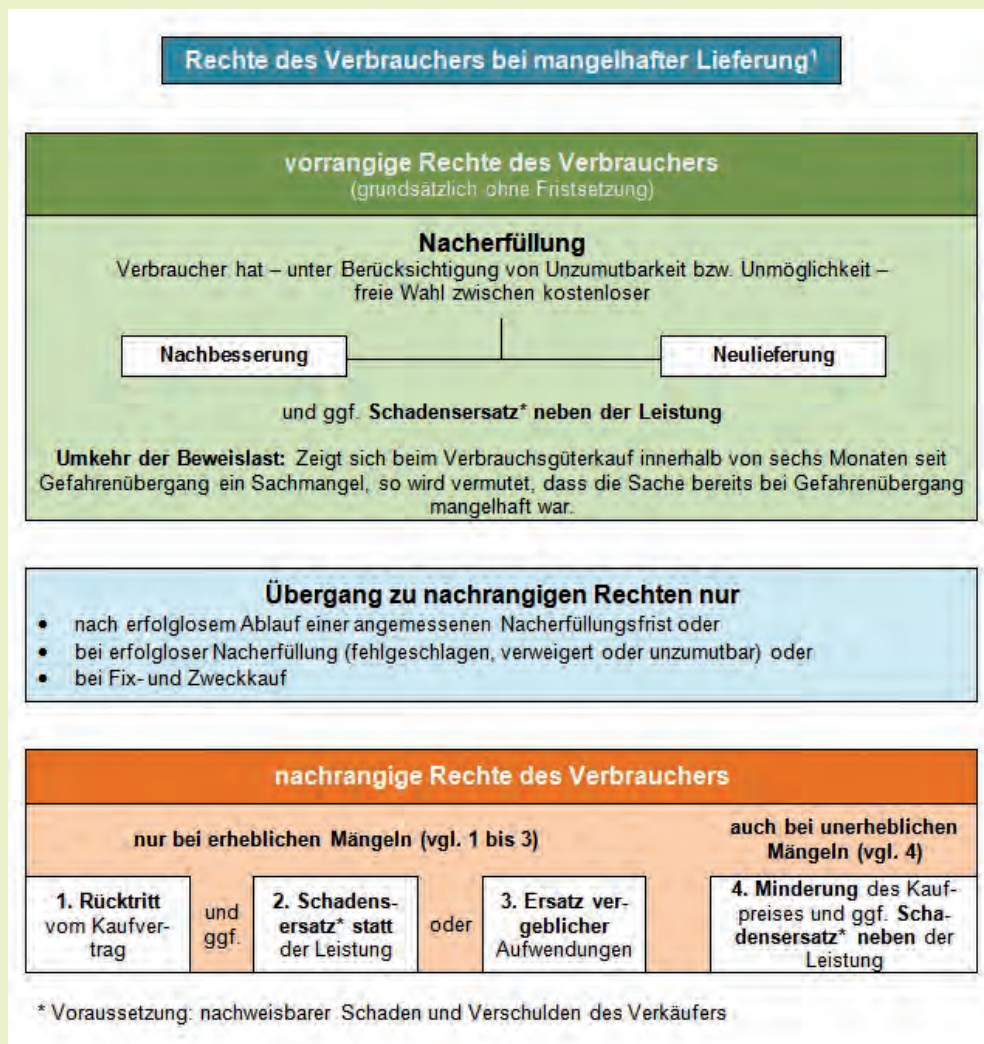 Rechte des Verbrauchers bei mangelhafter Lieferung¹
vorrangige Rechte des Verbrauchers
(grundsätzlich ohne Fristsetzung)
Nacherfüllung
Verbraucher hat – unter Berücksichtigung von Unzumutbarkeit bzw. Unmöglichkeit –
freie Wahl zwischen kostenloser
Nachbesserung
Neulieferung
und ggf. Schadensersatz* neben der Leistung
Umkehr der Beweislast: Zeigt sich beim Verbrauchsgüterkauf innerhalb von sechs Monaten seit
Gefahrenübergang ein Sachmangel, so wird vermutet, dass die Sache bereits bei Gefahrenübergang
mangelhaft war.
Übergang zu nachrangigen Rechten nur
• nach erfolglosem Ablauf einer angemessenen Nacherfüllungsfrist oder
• bei erfolgloser Nacherfüllung (fehlgeschlagen, verweigert oder unzumutbar) oder
• bei Fix- und Zweckkauf
nachrangige Rechte des Verbrauchers
nur bei erheblichen Mängeln (vgl. 1 bis 3)
auch bei unerheblichen
Mängeln (vgl. 4)
1. Rücktritt
vom Kaufver-
trag
und
ggf.
2. Schadens-
ersatz* statt
der Leistung
oder
3. Ersatz ver-
geblicher
Aufwendungen
4. Minderung des Kauf-
preises und ggf. Scha-
densersatz* neben der
Leistung
* Voraussetzung: nachweisbarer Schaden und Verschulden des Verkäufers